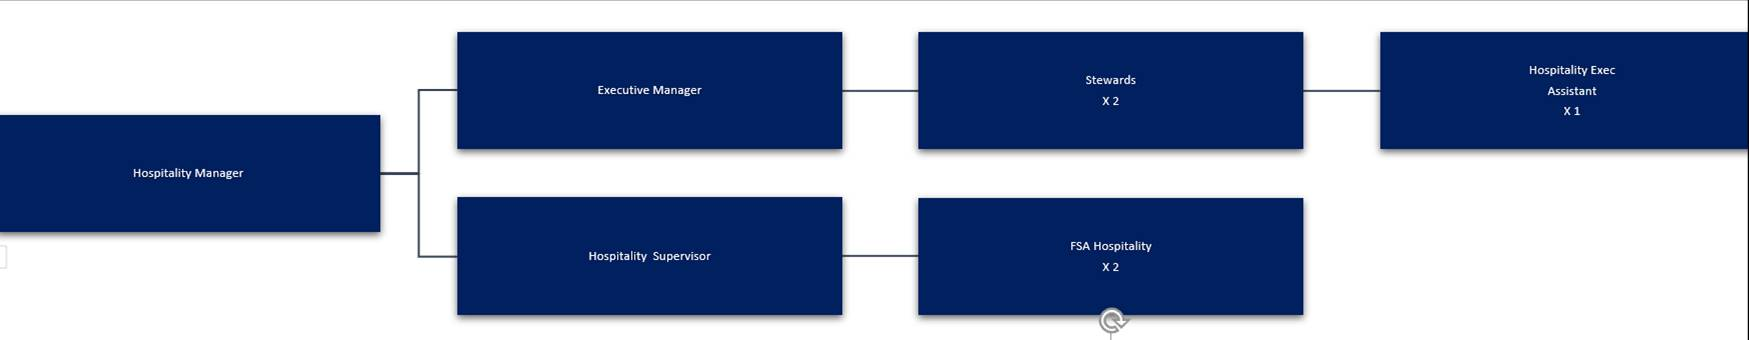 Hospitality Manager
Executive Manager
Stewards
X 2
Hospitality Exec
Assistant
X 1
Hospitality  Supervisor
FSA Hospitality
X 2